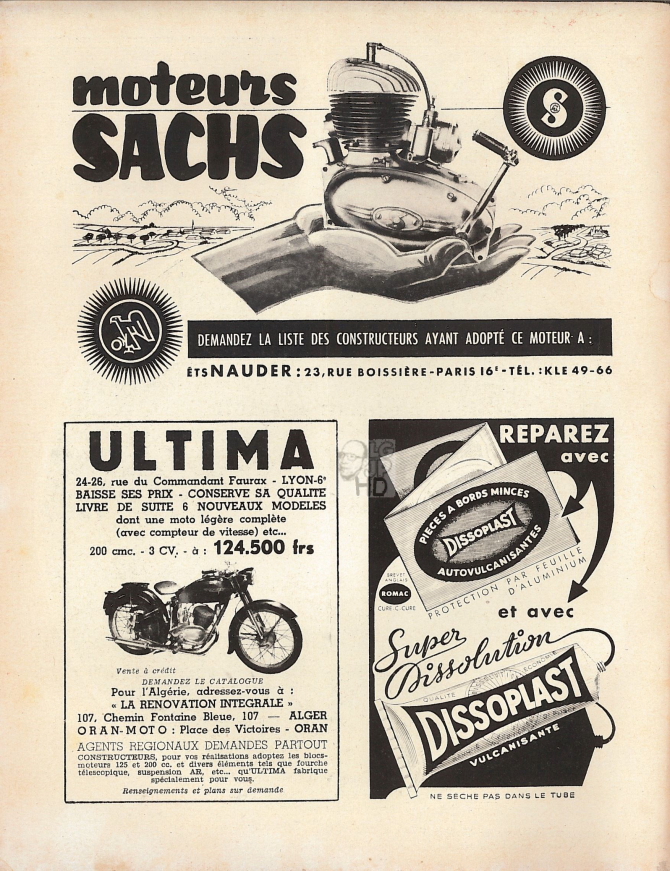 moteurs
SACHS
S
DEMANDEZ LA LISTE DES CONSTRUCTEURS AYANT ADOPTÉ CE MOTEUR A :
ÉTS NAUDER : 23, RUE BOISSIÈRE - PARIS 16E - TÉL. : KLE 49-66
ULTIMA
24-26, rue du Commandant Faurax - LYON-6e
BAISSE SES PRIX - CONSERVE SA QUALITE
LIVRE DE SUITE 6 NOUVEAUX MODELES
dont une moto légère complète
(avec compteur de vitesse) etc...
200 cmc. - 3 CV. - à : 124.500 frs
Vente à crédit
DEMANDEZ LE CATALOGUE
Pour l'Algérie, adressez-vous à :
« LA RENOVATION INTEGRALE »
107, Chemin Fontaine Bleue, 107 — ALGER
ORAN-MOTO : Place des Victoires - ORAN
AGENTS REGIONAUX DEMANDES PARTOUT
CONSTRUCTEURS, pour vos réalisations adoptez les blocs-
moteurs 125 et 200 cc. et divers éléments tels que fourche
télescopique, suspension AR, etc... qu'ULTIMA fabrique
spécialement pour vous.
Renseignements et plans sur demande
REPAREZ
avec
PIECES A BORDS MINCES
DISSOPLAST
AUTOVULCANISANTES
BREVET
ANGLAIS
ROMAC
CURE-C-CURE
PROTECTION PAR FEUILLE
D'ALUMINIUM
et avec
Super
Dissolution
QUALITE
ECONOMIE
DISSOPLAST
VULCANISANTE
NE SÈCHE PAS DANS LE TUBE
HD